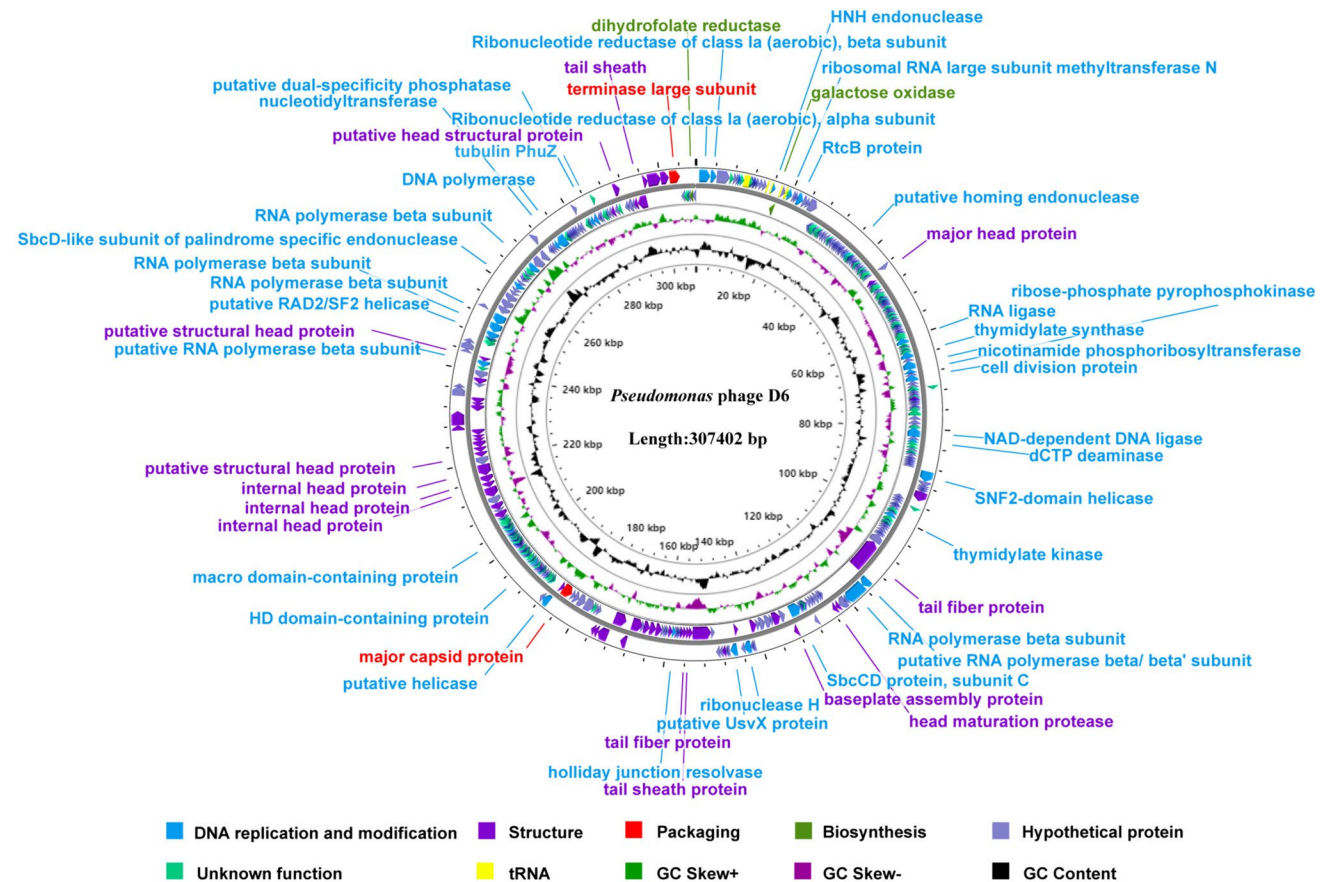 HNH endonuclease
dihydrofolate reductase
Ribonucleotide reductase of class Ia (aerobic), beta subunit
tail sheath
ribosomal RNA large subunit methyltransferase N
putative dual-specificity phosphatase
terminase large subunit
galactose oxidase
nucleotidyltransferase
Ribonucleotide reductase of class Ia (aerobic), alpha subunit
putative head structural protein
tubulin PhuZ
RtcB protein
DNA polymerase
putative homing endonuclease
RNA polymerase beta subunit
major head protein
SbcD-like subunit of palindrome specific endonuclease
RNA polymerase beta subunit
RNA polymerase beta subunit
ribose-phosphate pyrophosphokinase
putative RAD2/SF2 helicase
RNA ligase
putative structural head protein
thymidylate synthase
putative RNA polymerase beta subunit
nicotinamide phosphoribosyltransferase
cell division protein
300 kbp
20 kbp
280 kbp
40 kbp
260 kbp
60 kbp
240 kbp
Pseudomonas phage D6
80 kbp
Length:307402 bp
220 kbp
NAD-dependent DNA ligase
dCTP deaminase
putative structural head protein
100 kbp
internal head protein
200 kbp
SNF2-domain helicase
internal head protein
120 kbp
internal head protein
180 kbp
160 kbp
140 kbp
thymidylate kinase
macro domain-containing protein
tail fiber protein
HD domain-containing protein
RNA polymerase beta subunit
major capsid protein
putative RNA polymerase beta/ beta' subunit
putative helicase
SbcCD protein, subunit C
baseplate assembly protein
ribonuclease H
head maturation protease
putative UsvX protein
tail fiber protein
holliday junction resolvase
tail sheath protein
DNA replication and modification
Structure
Packaging
Biosynthesis
Hypothetical protein
Unknown function
tRNA
GC Skew+
GC Skew-
GC Content